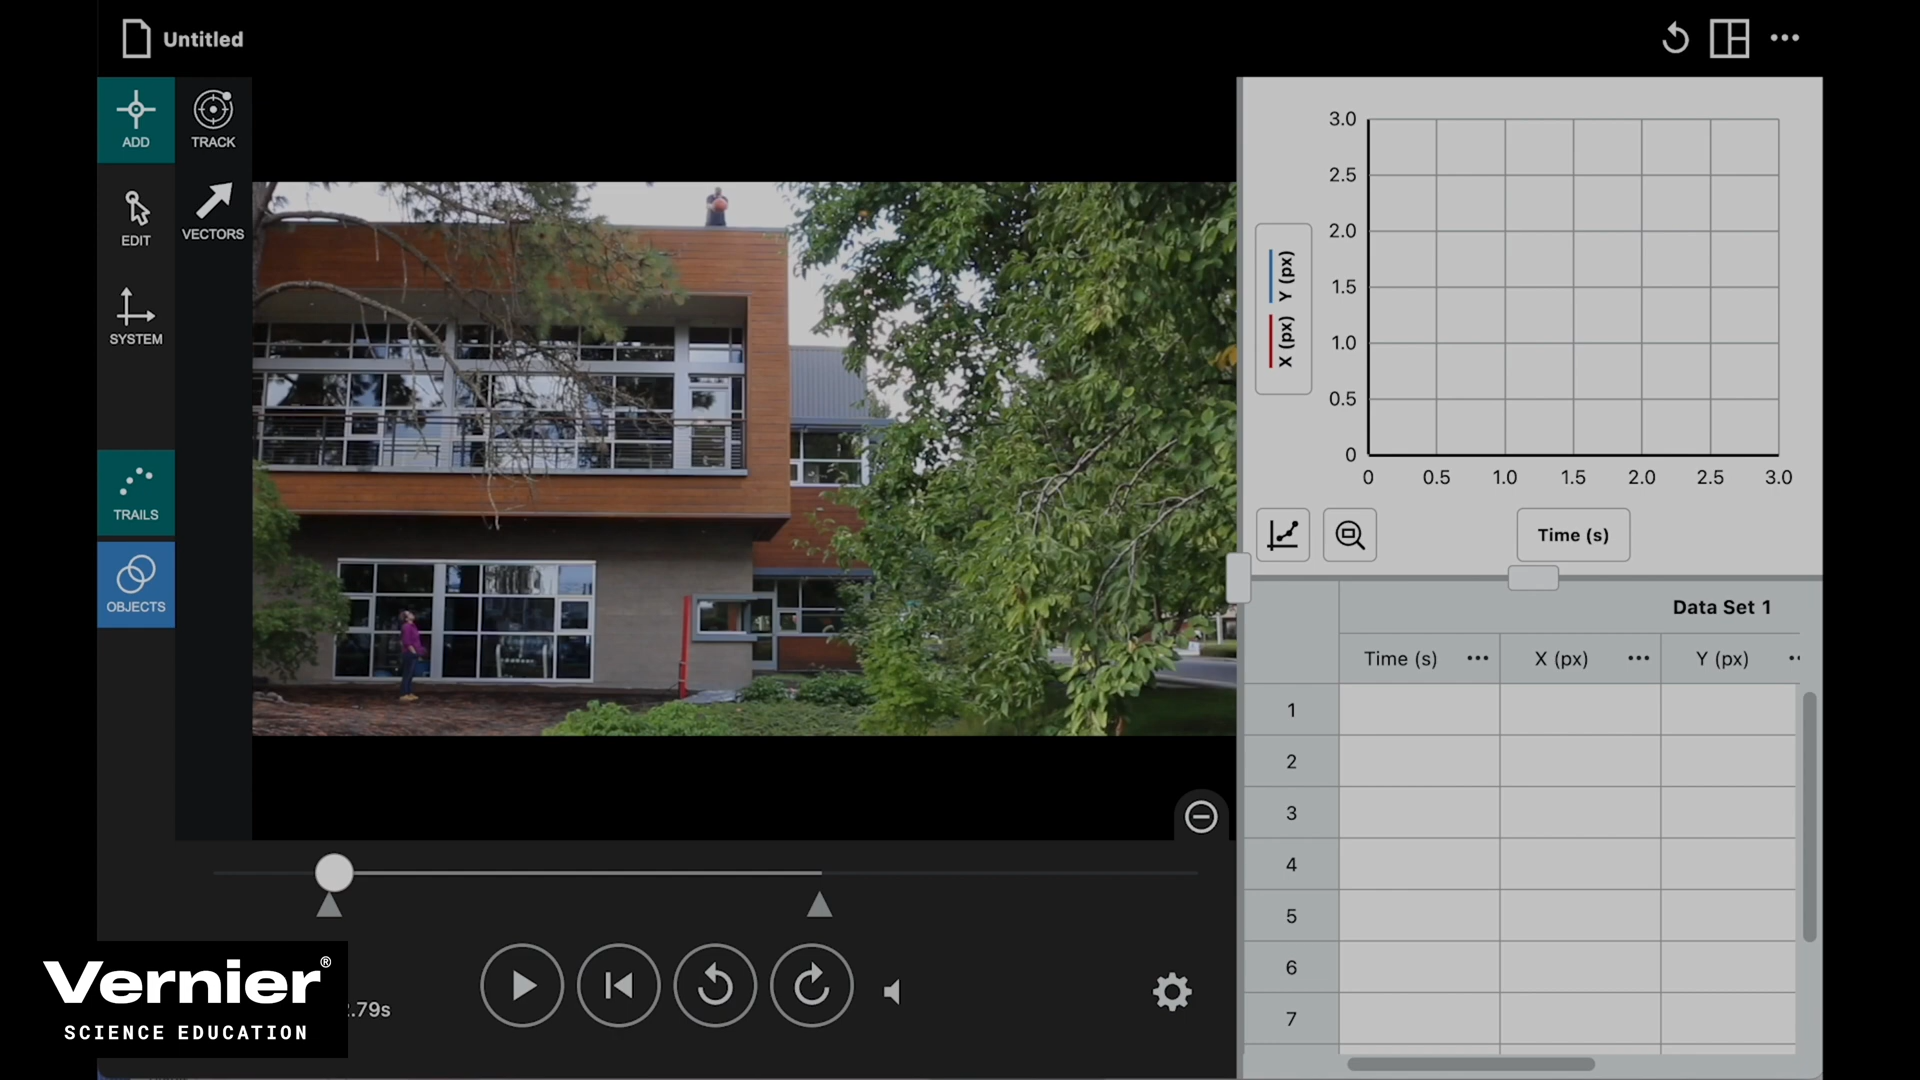 Untitled
ADD
TRACK
EDIT
VECTORS
SYSTEM
TRAILS
OBJECTS
3.0
2.5
2.0
1.5
1.0
0.5
0
0 0.5 1.0 1.5 2.0 2.5 3.0
Y (px)
X (px)
Time (s)
Data Set 1
Time (s) ••• X (px) ••• Y (px)
1
2
3
4
5
6
7
.79s
Vernier®
SCIENCE EDUCATION